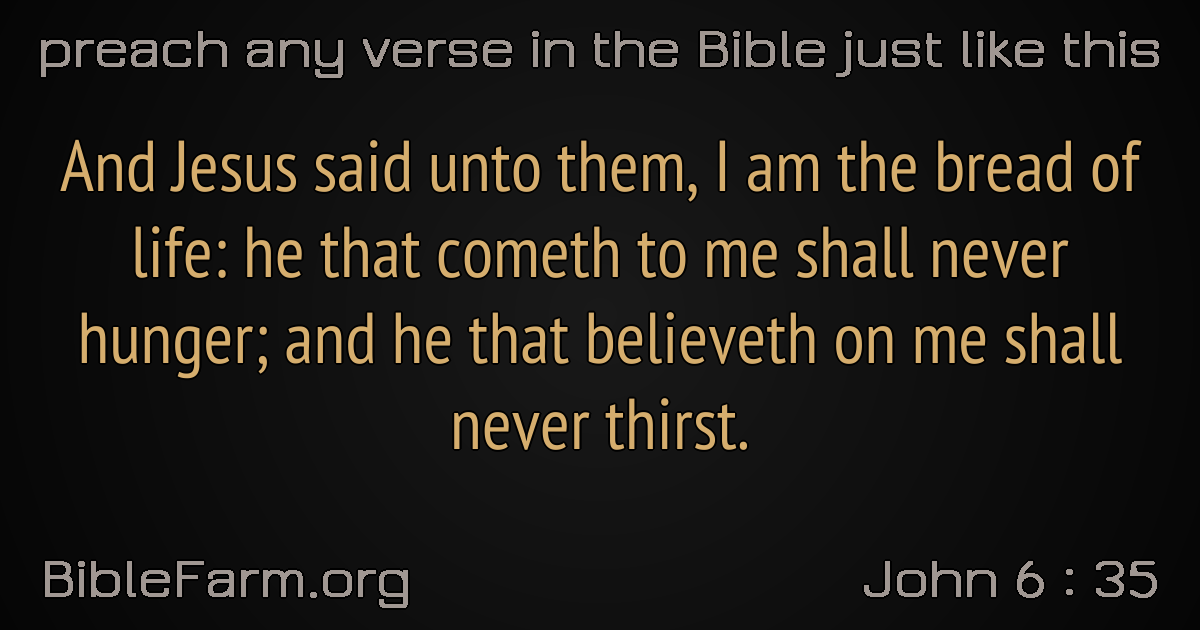 preach any verse in the Bible just like this
And Jesus said unto them, I am the bread of
life: he that cometh to me shall never
hunger; and he that believeth on me shall
never thirst.
BibleFarm.org
John 6 : 35